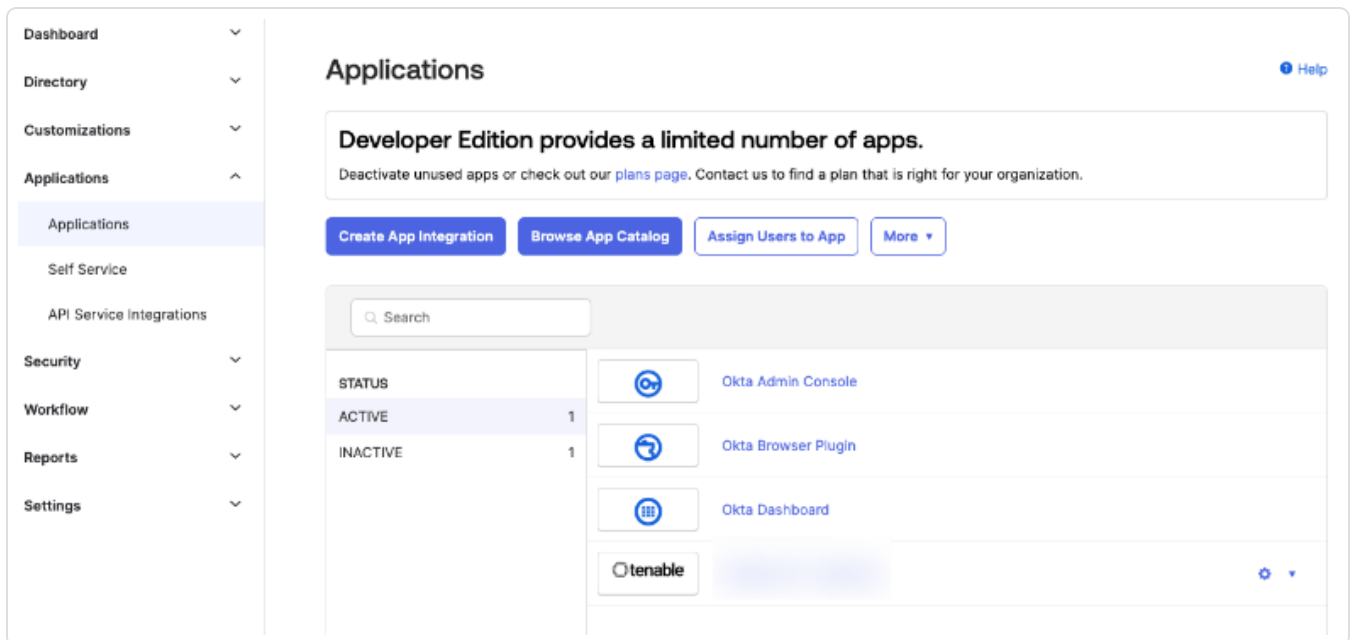 Dashboard
Directory
Customizations
Applications
Applications
Self Service
API Service Integrations
Security
Workflow
Reports
Settings
Applications
Help
Developer Edition provides a limited number of apps.
Deactivate unused apps or check out our plans page. Contact us to find a plan that is right for your organization.
Create App Integration
Browse App Catalog
Assign Users to App
More
Search
STATUS
ACTIVE 1
INACTIVE 1
Okta Admin Console
Okta Browser Plugin
Okta Dashboard
tenable